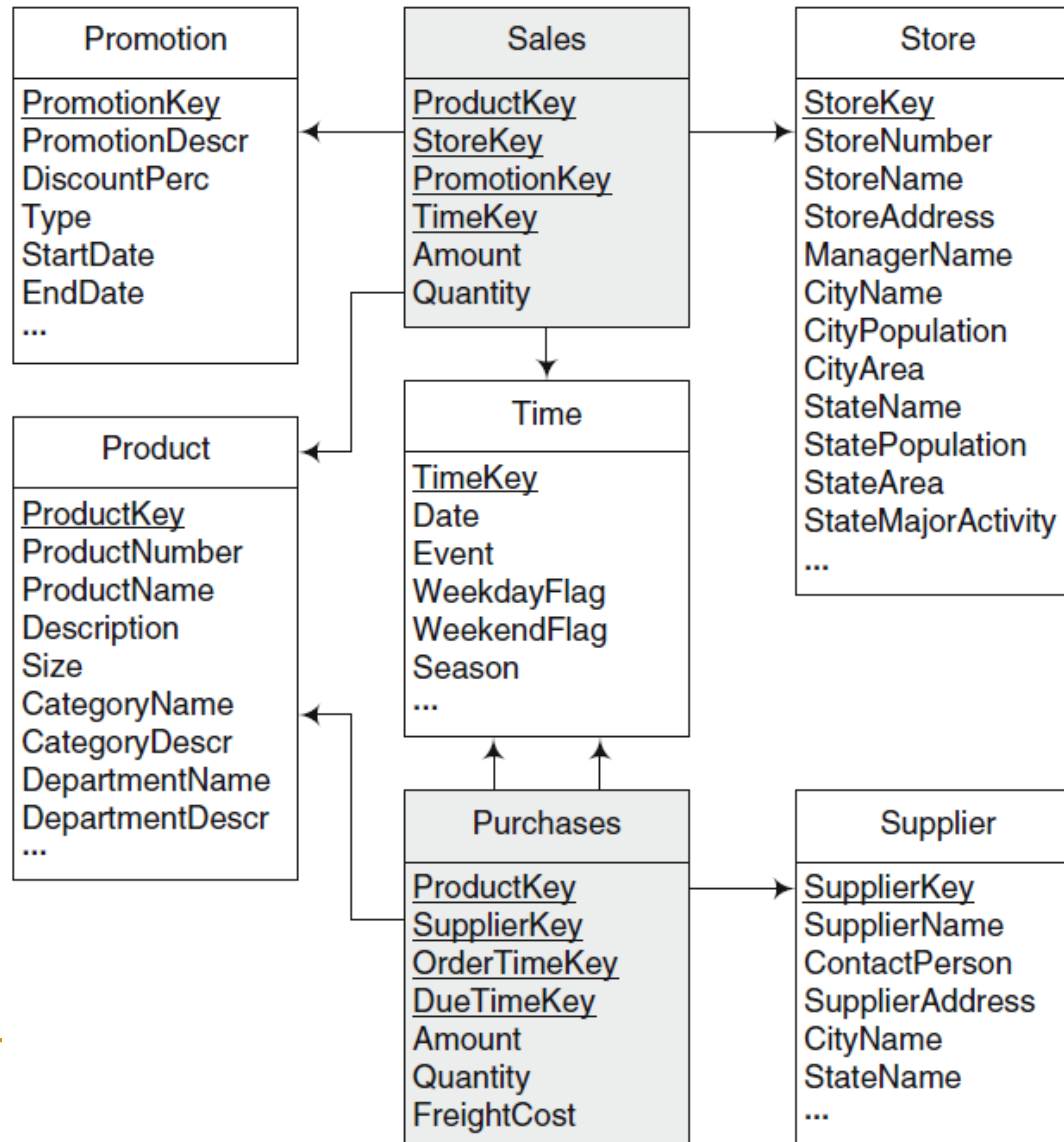 Promotion
PromotionKey
PromotionDescr
DiscountPerc
Type
StartDate
EndDate
...
Sales
ProductKey
StoreKey
PromotionKey
TimeKey
Amount
Quantity
Store
StoreKey
StoreNumber
StoreName
StoreAddress
ManagerName
CityName
CityPopulation
CityArea
StateName
StatePopulation
StateArea
StateMajorActivity
...
Product
ProductKey
ProductNumber
ProductName
Description
Size
CategoryName
CategoryDescr
DepartmentName
DepartmentDescr
...
Time
TimeKey
Date
Event
WeekdayFlag
WeekendFlag
Season
...
Purchases
ProductKey
SupplierKey
OrderTimeKey
DueTimeKey
Amount
Quantity
FreightCost
Supplier
SupplierKey
SupplierName
ContactPerson
SupplierAddress
CityName
StateName
...